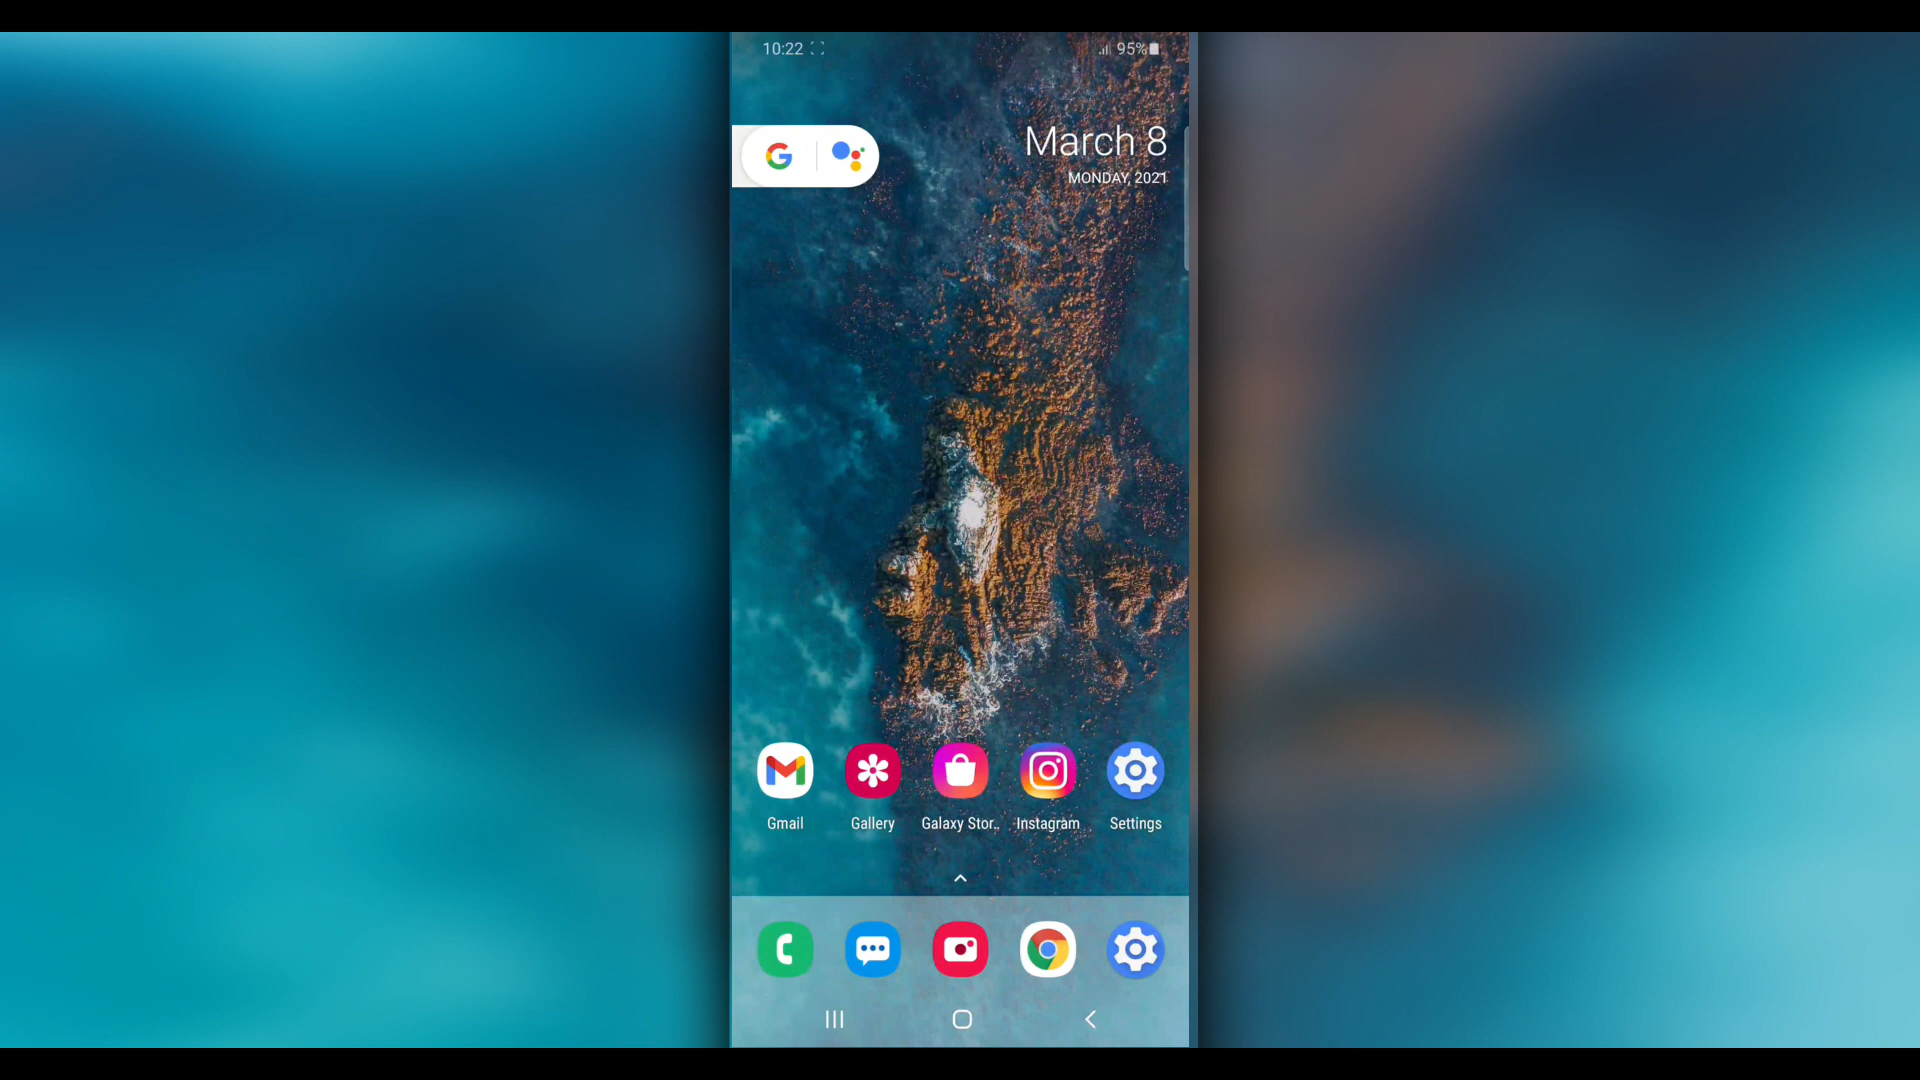 10:22
95%
March 8
MONDAY, 2021
Gmail
Gallery
Galaxy Stor..
Instagram
Settings